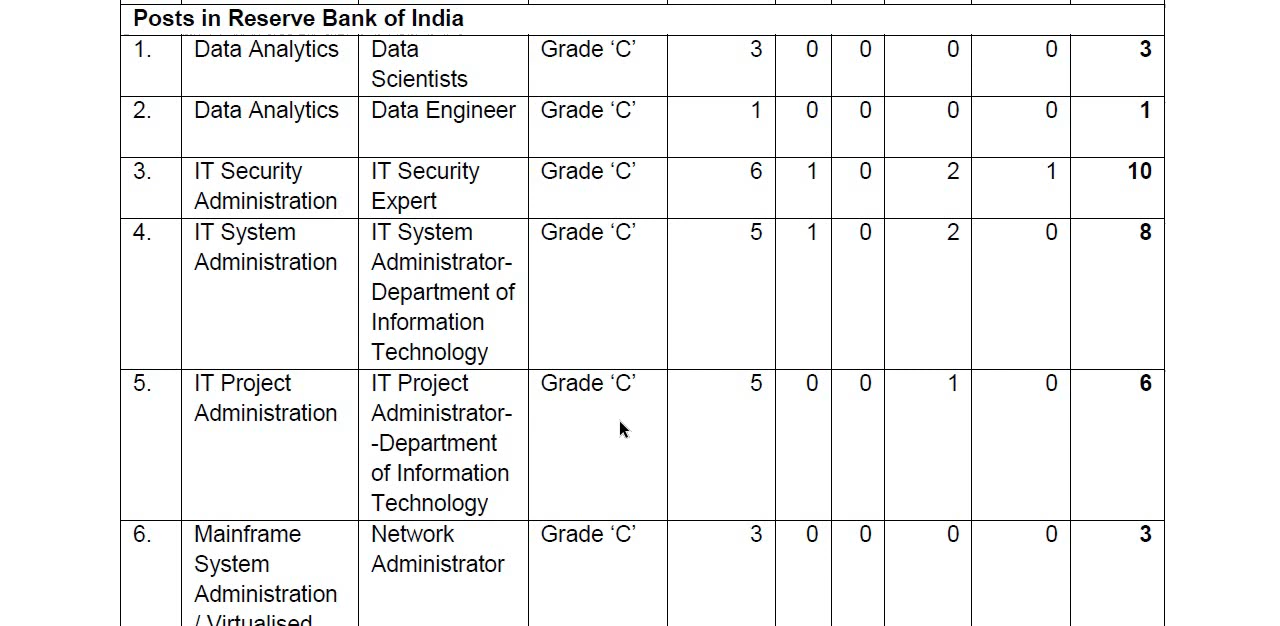 Posts in Reserve Bank of India
1. Data Analytics Data Grade ‘C’ 3 0 0 0 0 3
Scientists
2. Data Analytics Data Engineer Grade ‘C’ 1 0 0 0 0 1
3. IT Security IT Security Grade ‘C’ 6 1 0 2 1 10
Administration Expert
4. IT System IT System Grade ‘C’ 5 1 0 2 0 8
Administration Administrator-
Department of
Information
Technology
5. IT Project IT Project Grade ‘C’ 5 0 0 1 0 6
Administration Administrator-
-Department
of Information
Technology
6. Mainframe Network Grade ‘C’ 3 0 0 0 0 3
System Administrator
Administration
/ Virtualised